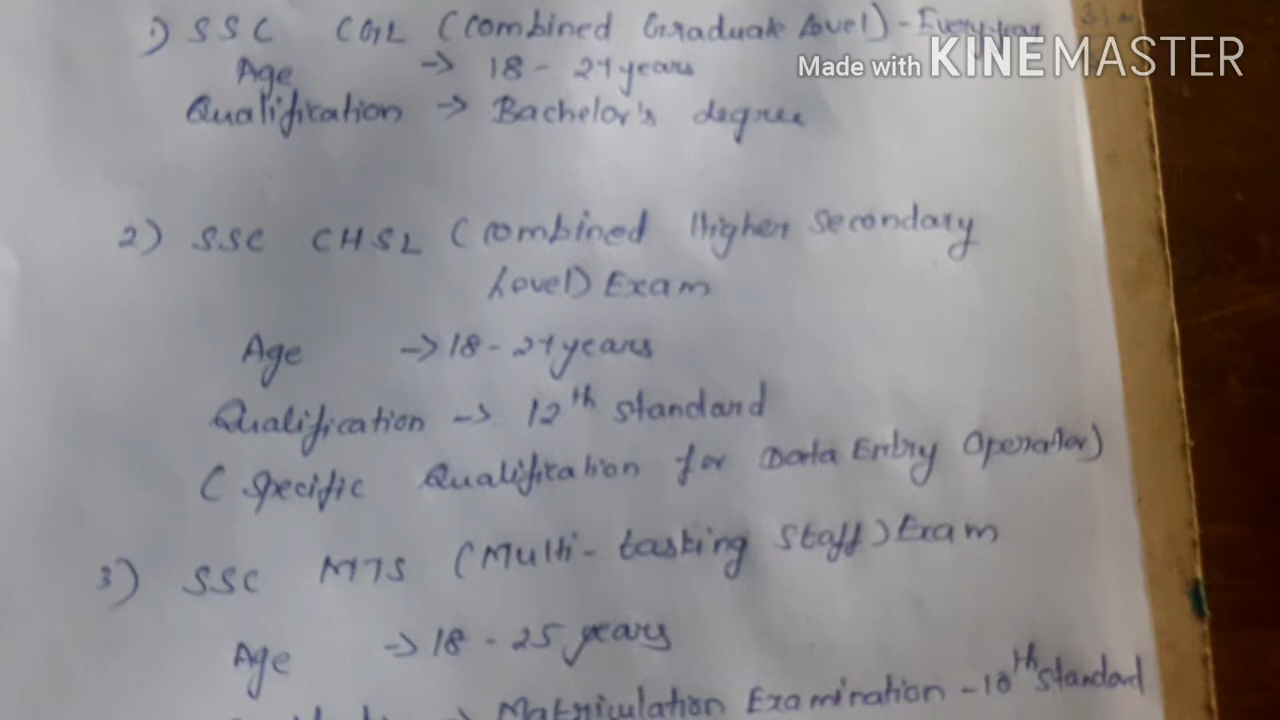 1) SSC CGL (Combined Graduate Level) - Every year
Made with KINEMASTER
Age → 18 - 27 years
Qualification → Bachelor's degree
2) SSC CHSL (Combined Higher Secondary
Level) Exam
Age → 18 - 27 years
Qualification → 12th standard
(Specific Qualification for Data Entry Operator)
3) SSC MTS (Multi-tasking Staff) Exam
Age → 18 - 25 years
→ Matriculation Examination - 10th standard